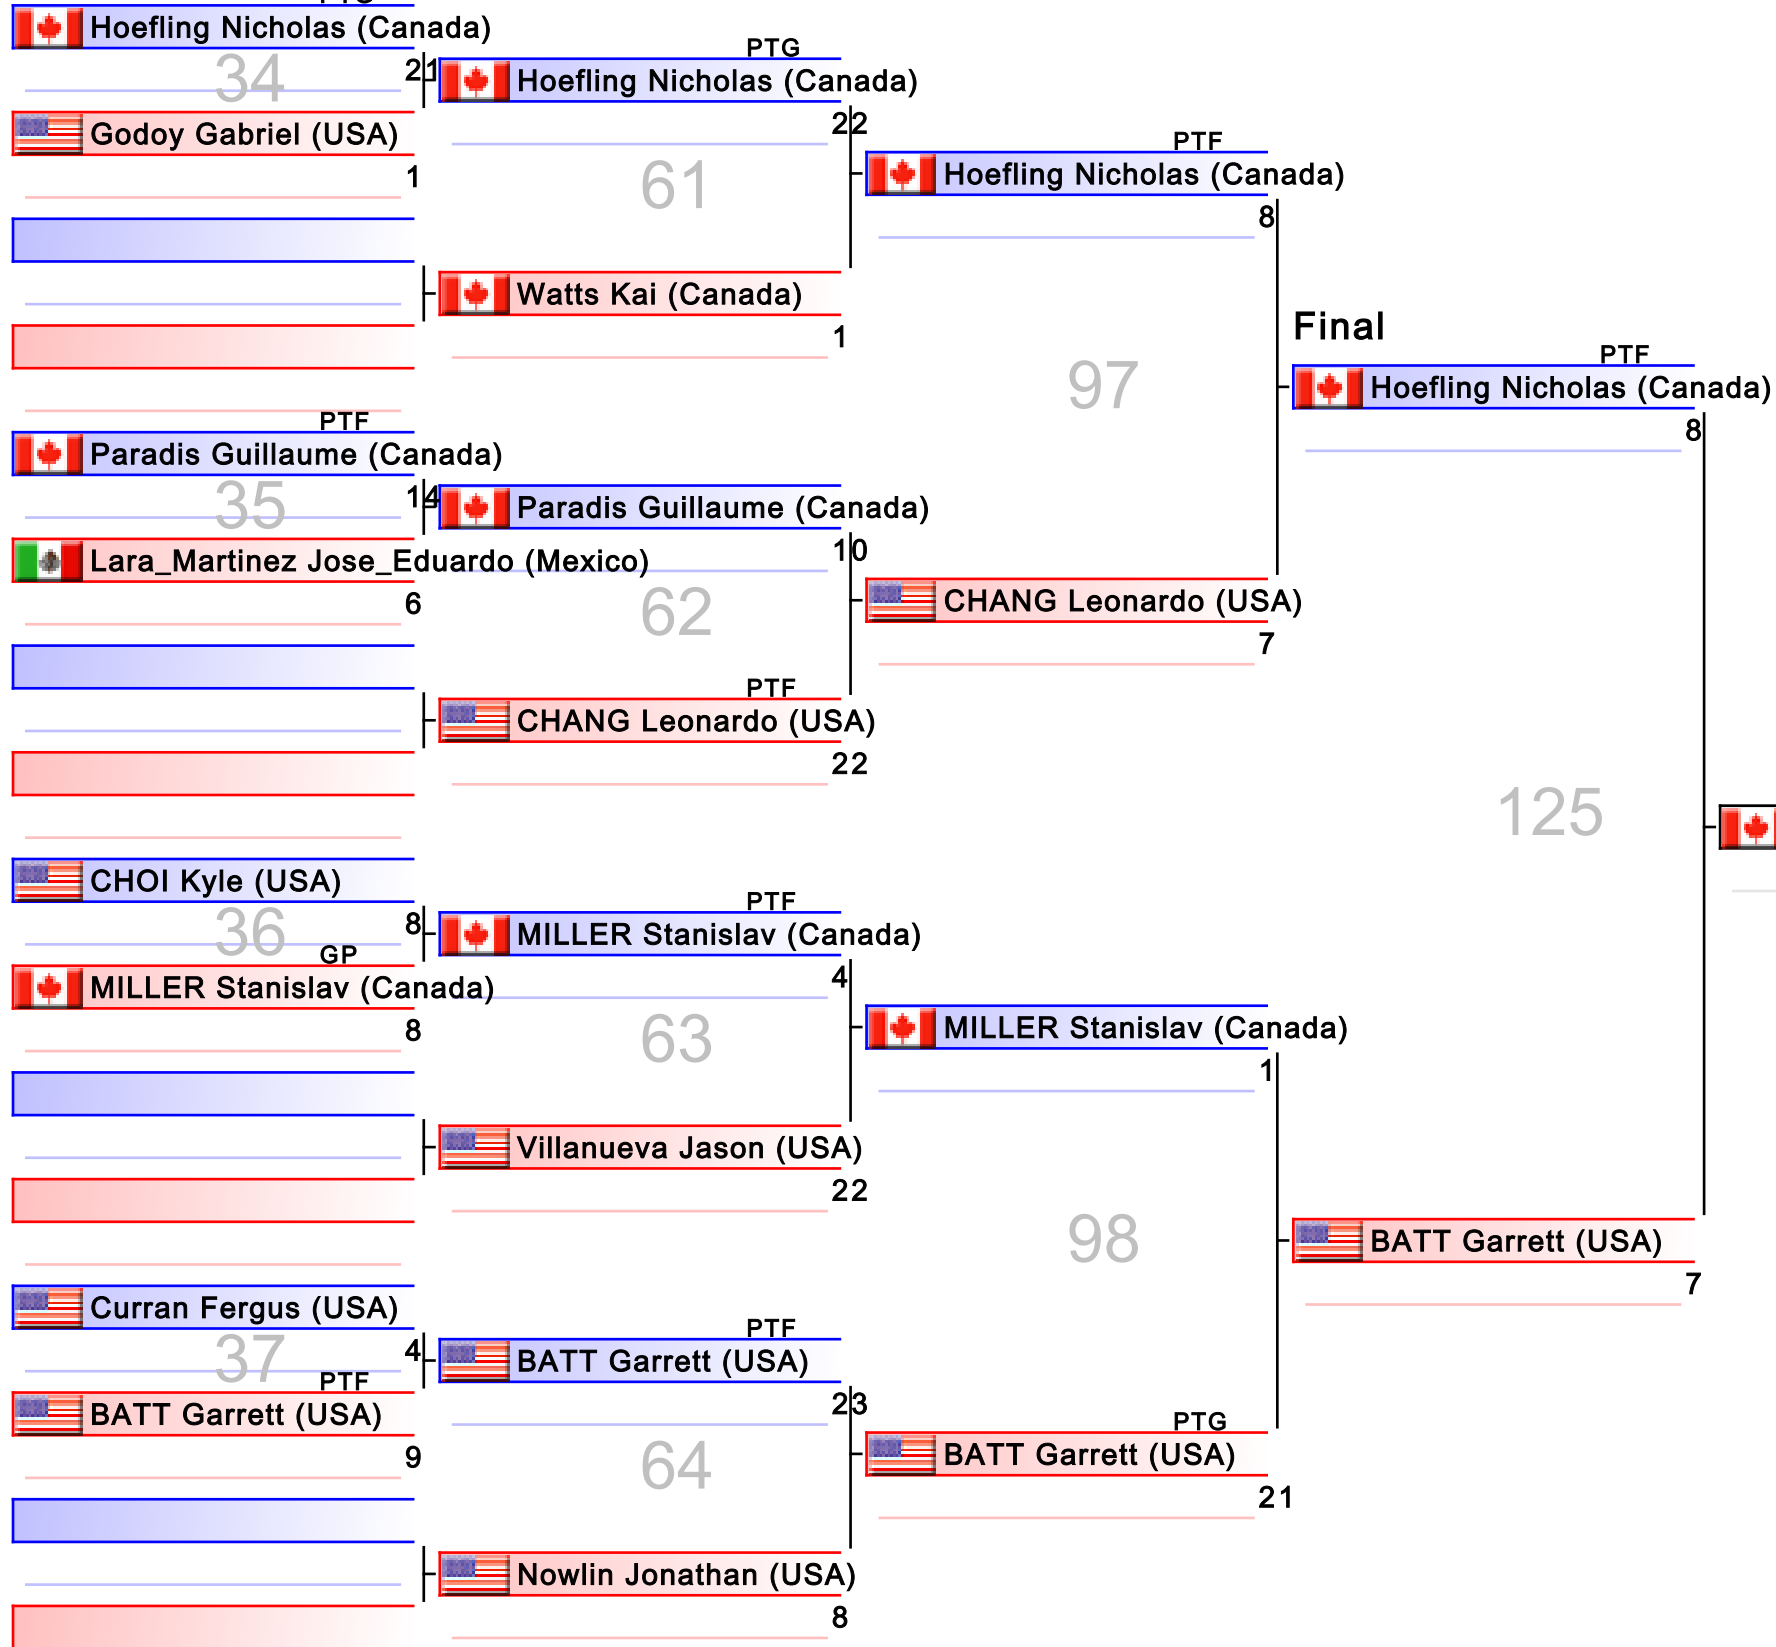 Hoefling Nicholas (Canada)
34
21
Godoy Gabriel (USA)
1
PTF
Paradis Guillaume (Canada)
35
14
Lara_Martinez Jose_Eduardo (Mexico)
6
CHOI Kyle (USA)
36
8
GP
MILLER Stanislav (Canada)
8
Curran Fergus (USA)
37
4
PTF
BATT Garrett (USA)
9
PTG
Hoefling Nicholas (Canada)
22
61
Watts Kai (Canada)
1
Paradis Guillaume (Canada)
10
62
PTF
CHANG Leonardo (USA)
22
PTF
MILLER Stanislav (Canada)
4
63
Villanueva Jason (USA)
22
PTF
BATT Garrett (USA)
23
64
Nowlin Jonathan (USA)
8
PTF
Hoefling Nicholas (Canada)
8
97
CHANG Leonardo (USA)
7
MILLER Stanislav (Canada)
1
98
PTG
BATT Garrett (USA)
21
Final
PTF
Hoefling Nicholas (Canada)
8
125
BATT Garrett (USA)
7